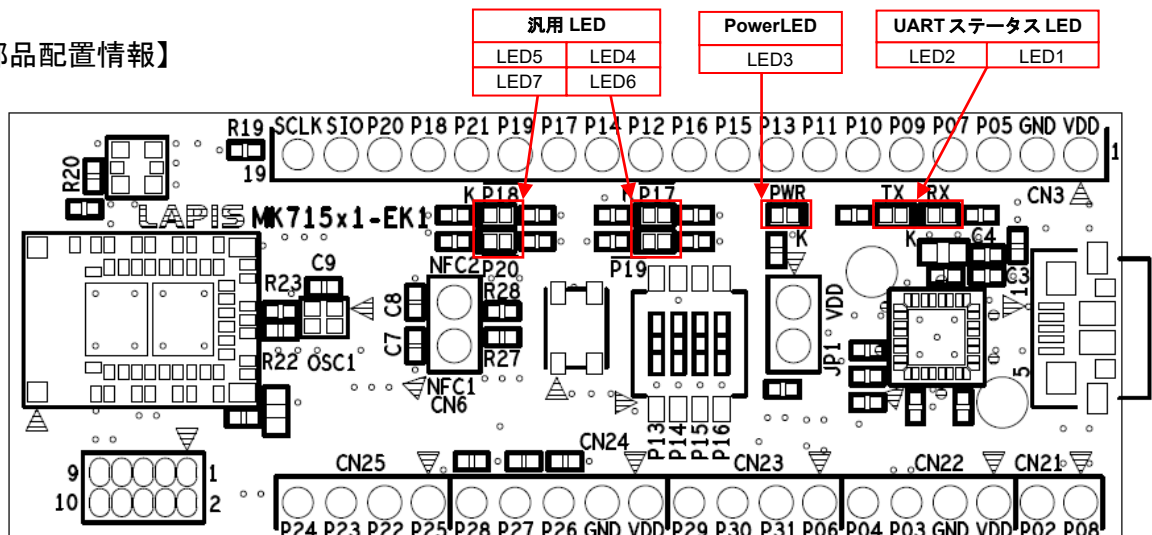 汎用 LED
LED5 LED4
LED7 LED6
PowerLED
LED3
UART ステータス LED
LED2 LED1
品配置情報】
R19 SCLK SIO P20 P18 P21 P19 P17 P14 P12 P16 P15 P13 P11 P10 P09 P07 P05 GND VDD
19 1
R20
K P18 K P17 PWR TX RX CN3
LAPIS MK715x1-EK1
K K C4
NFC2 P20 P19
C9 R23 C8 R28 VDD C3 1
C7 R27
R22 OSC1 JP1 5
NFC1
CN6
P13 P14 P15 P16
9 1
10 2
CN25 CN24 CN23 CN22 CN21
P24 P23 P22 P25 P28 P27 P26 GND VDD P29 P30 P31 P06 P04 P03 GND VDD P02 P08